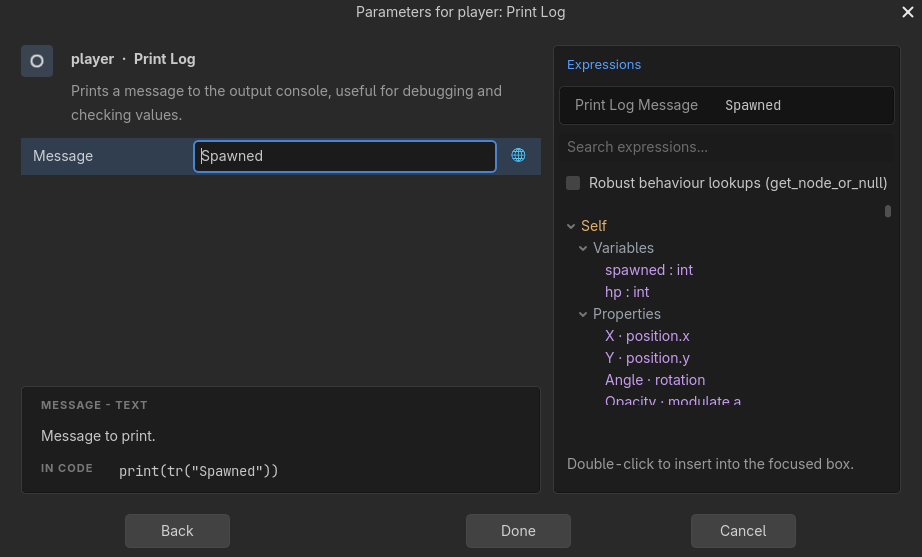 Parameters for player: Print Log
player · Print Log
Prints a message to the output console, useful for debugging and
checking values.
Message
Spawned
MESSAGE - TEXT
Message to print.
IN CODE print(tr("Spawned"))
Expressions
Print Log Message Spawned
Search expressions...
Robust behaviour lookups (get_node_or_null)
Self
Variables
spawned : int
hp : int
Properties
X · position.x
Y · position.y
Angle · rotation
Opacity · modulate.a
Double-click to insert into the focused box.
Back
Done
Cancel